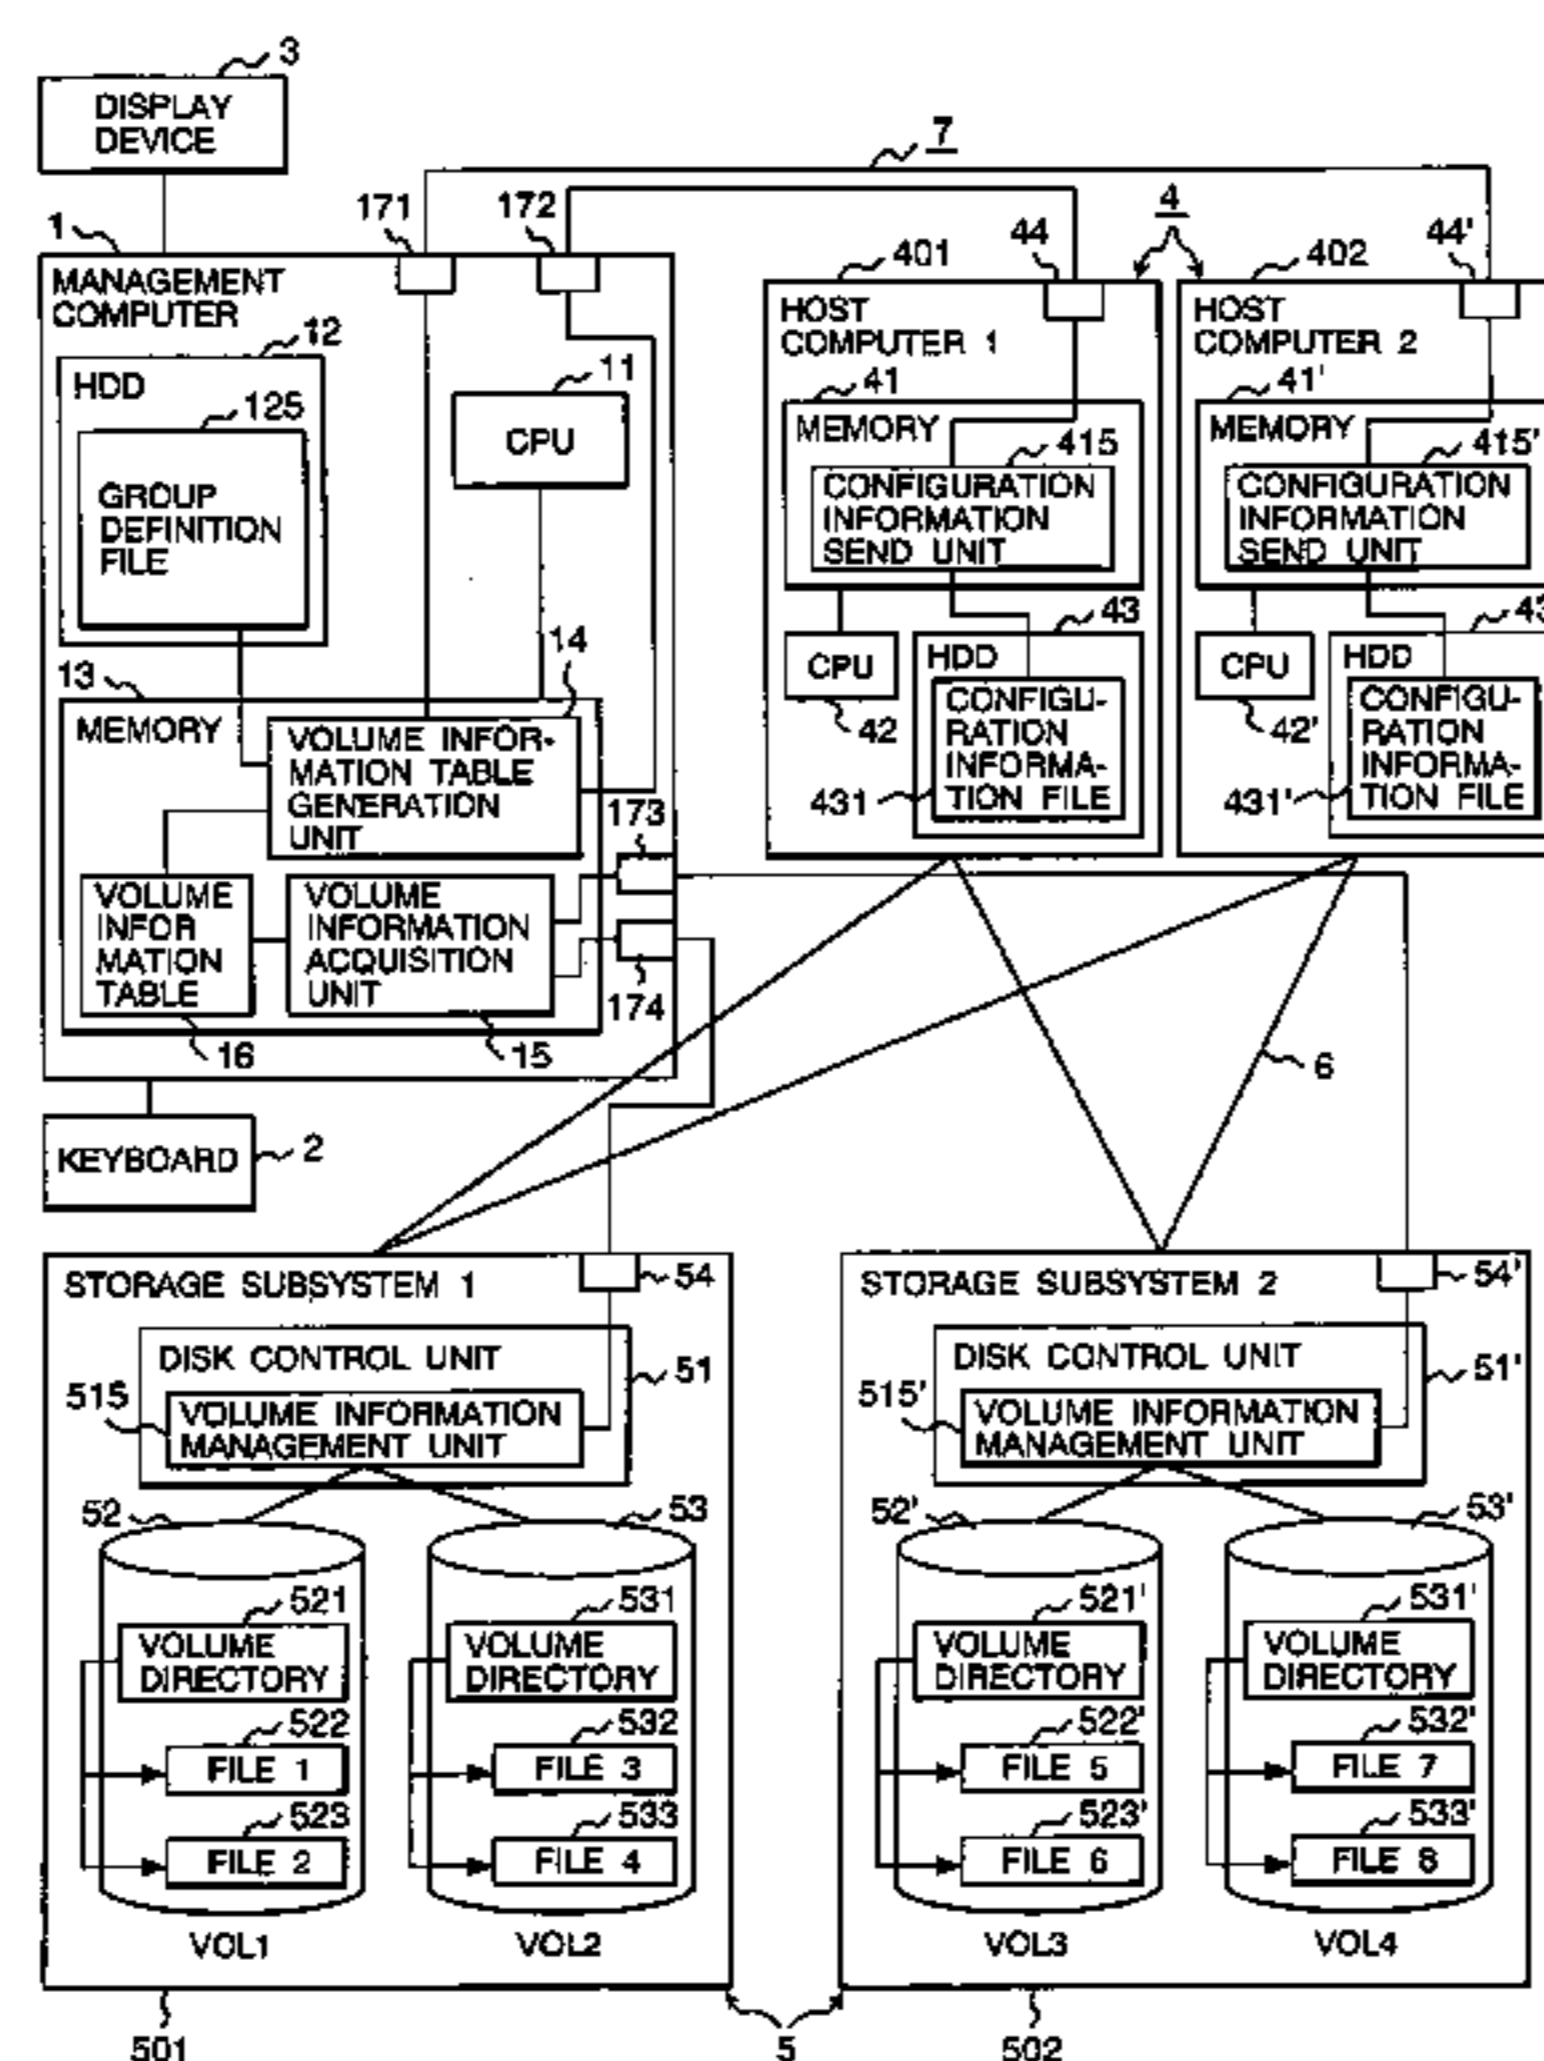 3
DISPLAY
DEVICE
7
1
171
172
4
401
44
402
44'
MANAGEMENT
COMPUTER
12
HDD
125
GROUP
DEFINITION
FILE
11
CPU
HOST
COMPUTER 1
41
MEMORY
415
CONFIGURATION
INFORMATION
SEND UNIT
43
CPU
42
HDD
CONFIGU-
RATION
INFORMA-
TION FILE
431
HOST
COMPUTER 2
41'
MEMORY
415'
CONFIGURATION
INFORMATION
SEND UNIT
43
CPU
42'
HDD
CONFIGU-
RATION
INFORMA-
TION FILE
431'
13
14
MEMORY
VOLUME INFOR-
MATION TABLE
GENERATION
UNIT
173
VOLUME
INFOR
MATION
TABLE
VOLUME
INFORMATION
ACQUISITION
UNIT
174
16
15
6
KEYBOARD
2
STORAGE SUBSYSTEM 1
54
DISK CONTROL UNIT
51
515
VOLUME INFORMATION
MANAGEMENT UNIT
52
53
521
VOLUME
DIRECTORY
522
FILE 1
523
FILE 2
VOL1
531
VOLUME
DIRECTORY
532
FILE 3
533
FILE 4
VOL2
501
STORAGE SUBSYSTEM 2
54'
DISK CONTROL UNIT
51'
515'
VOLUME INFORMATION
MANAGEMENT UNIT
52'
53'
521'
VOLUME
DIRECTORY
522'
FILE 5
523'
FILE 6
VOL3
531'
VOLUME
DIRECTORY
532'
FILE 7
533'
FILE 8
VOL4
5
502